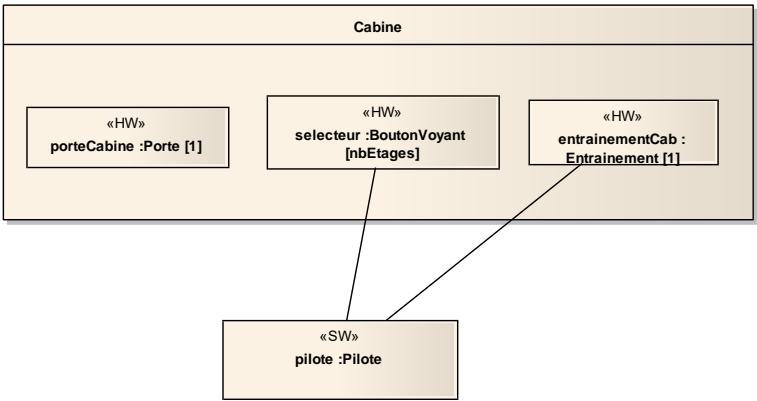 Cabine
«HW»
porteCabine :Porte [1]
«HW»
selecteur :BoutonVoyant
[nbEtages]
«HW»
entrainementCab :
Entrainement [1]
«SW»
pilote :Pilote